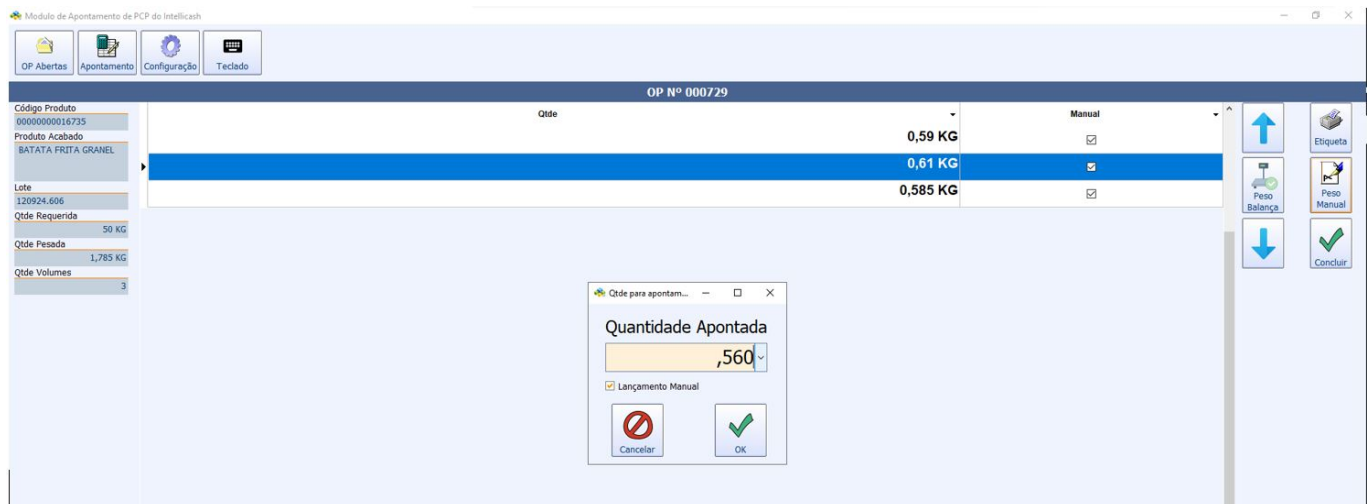 Modulo de Apontamento de PCP do Intellicash
OP Abertas
Apontamento
Configuração
Teclado
OP Nº 000729
Código Produto
00000000016735
Produto Acabado
BATATA FRITA GRANEL
Lote
120924.606
Qtde Requerida
50 KG
Qtde Pesada
1,785 KG
Qtde Volumes
3
Qtde Manual
0,59 KG
0,61 KG
0,585 KG
Etiqueta
Peso
Balança
Peso
Manual
Concluir
Qtde para apontam...
Quantidade Apontada
,560
Lançamento Manual
Cancelar
OK